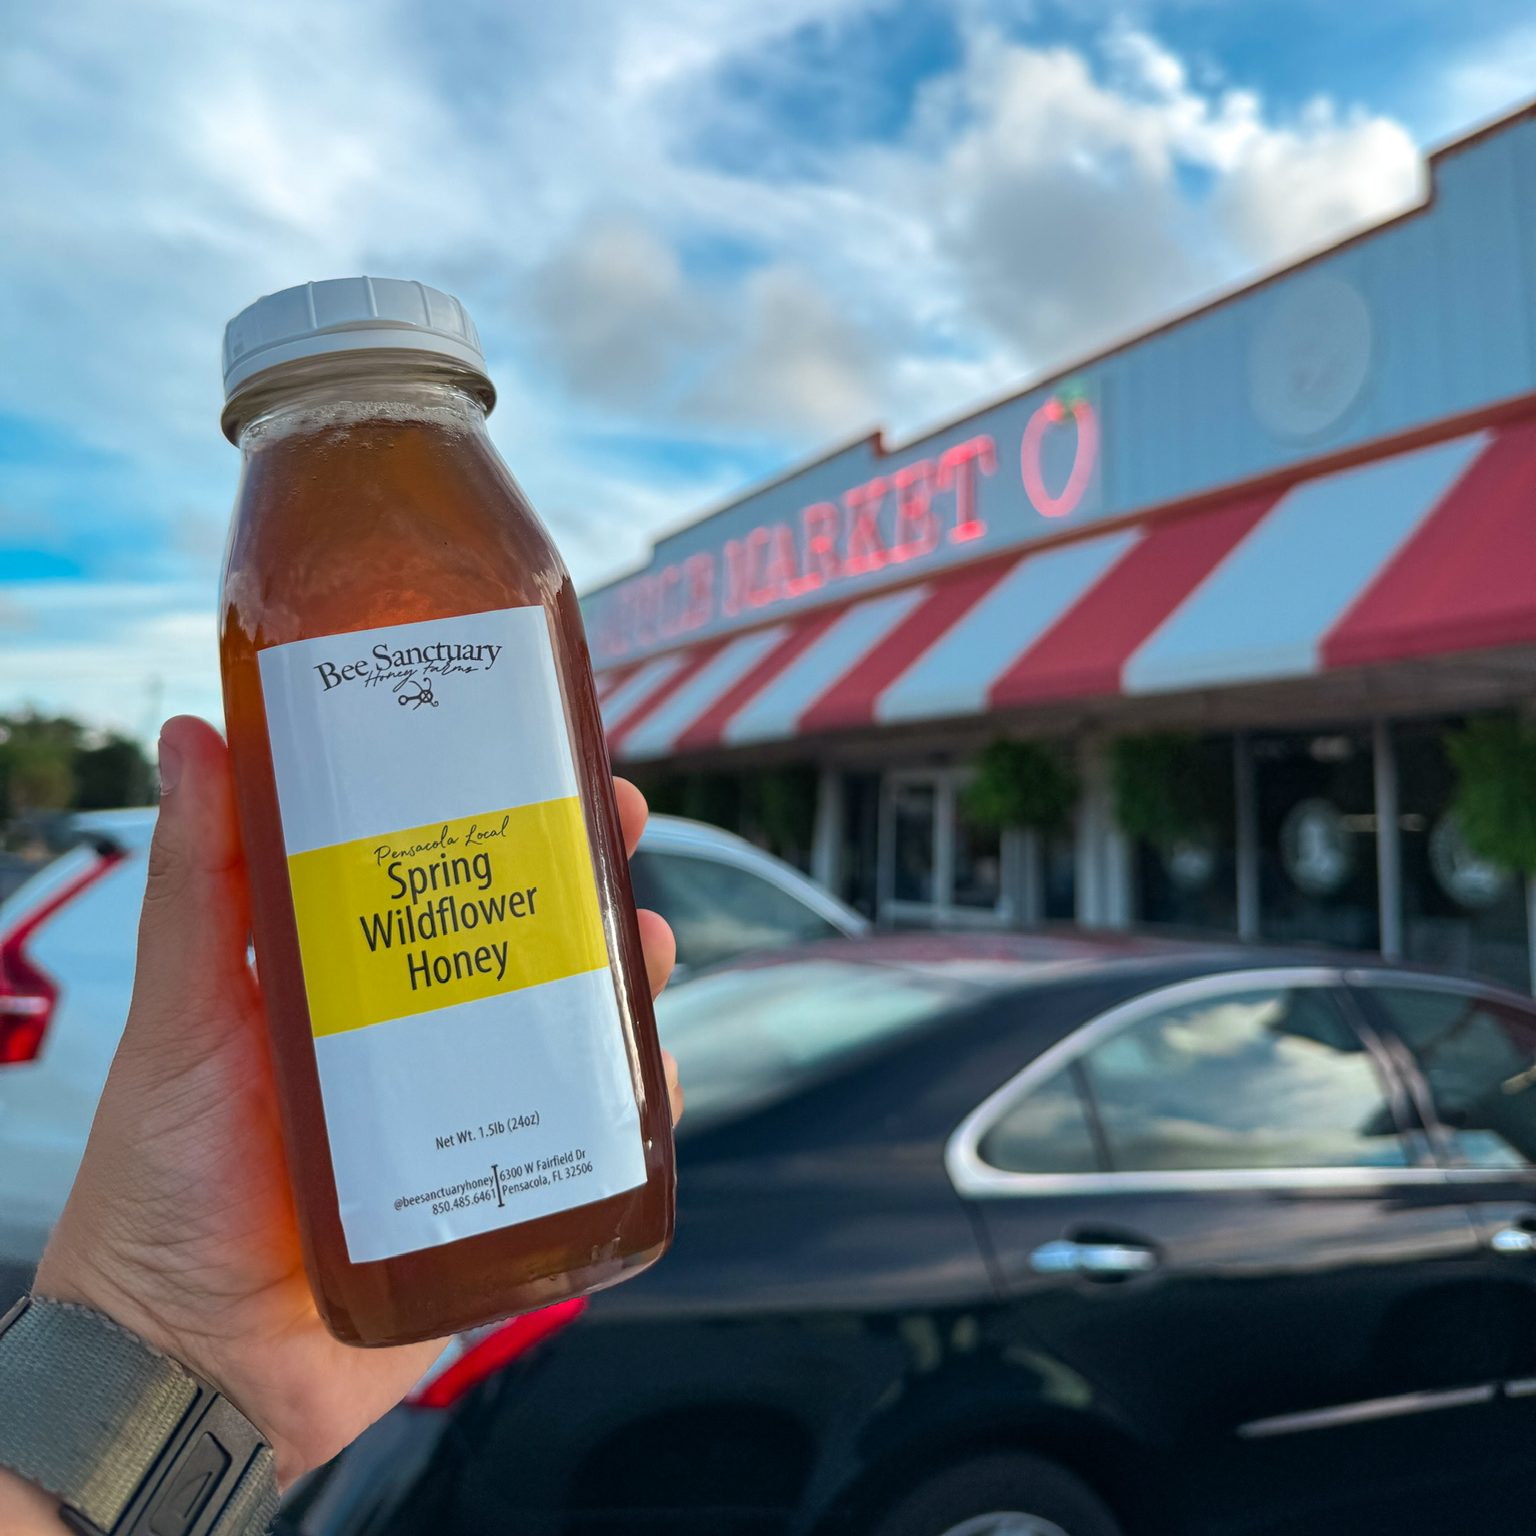 Bee Sanctuary
Honey Farms
Pensacola Local
Spring
Wildflower
Honey
Net Wt. 1.5lb (24oz)
@beesanctuaryhoney
850.485.6461
6300 W Fairfield Dr
Pensacola, FL 32506
APPLE MARKET